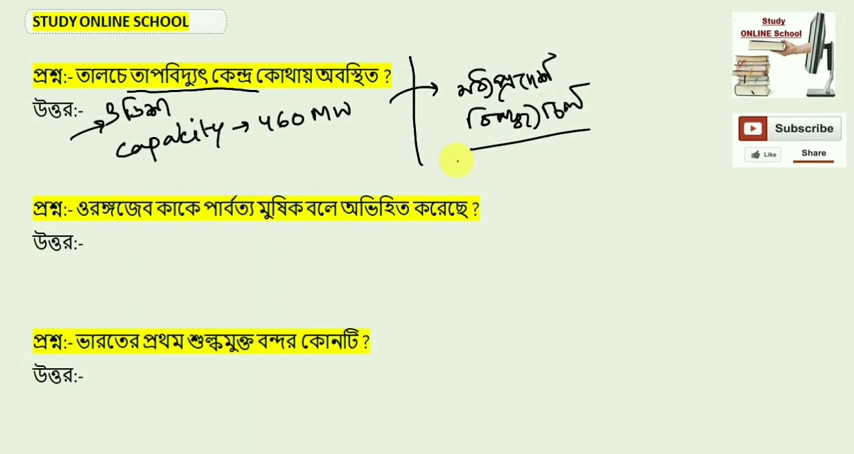 STUDY ONLINE SCHOOL
Study
ONLINE School
প্রশ্ন:- তালচে তাপবিদ্যুৎ কেন্দ্র কোথায় অবস্থিত ?
উত্তর:- ওডিশা
capakity → 460 MW
মধ্যপ্রদেশ
Subscribe
Like
Share
প্রশ্ন:- ওরঙ্গজেব কাকে পার্বত্য মুষিক বলে অভিহিত করেছে ?
উত্তর:-
প্রশ্ন:- ভারতের প্রথম শুল্কমুক্ত বন্দর কোনটি ?
উত্তর:-